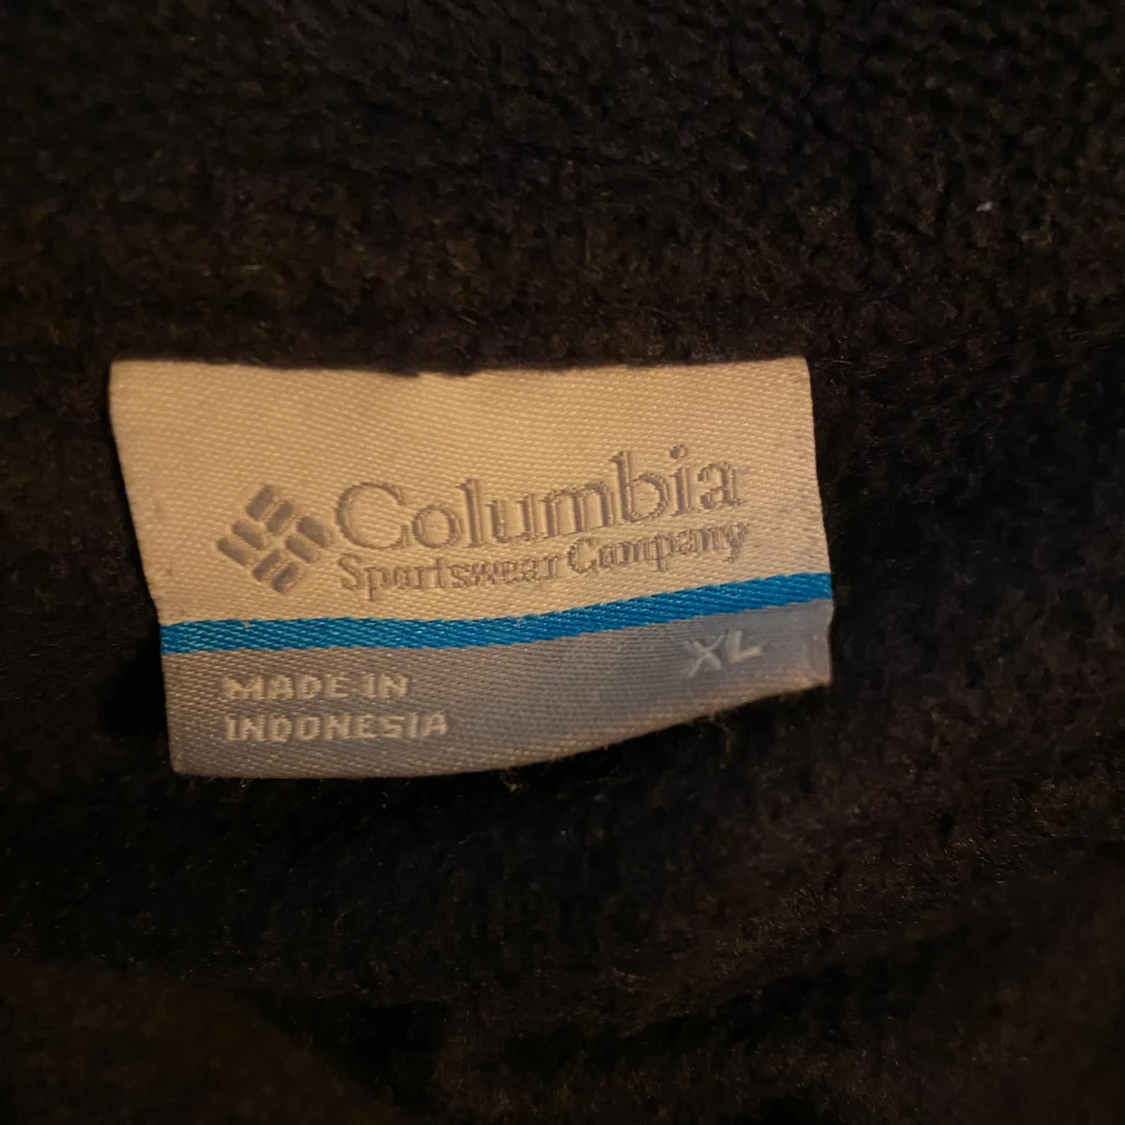 Columbia
Sportswear Company
XL
MADE IN
INDONESIA